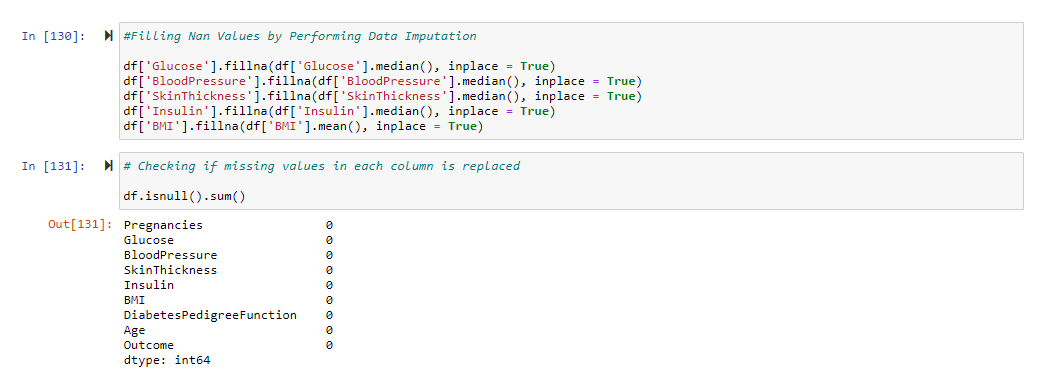 In [130]: #Filling Nan Values by Performing Data Imputation
df['Glucose'].fillna(df['Glucose'].median(), inplace = True)
df['BloodPressure'].fillna(df['BloodPressure'].median(), inplace = True)
df['SkinThickness'].fillna(df['SkinThickness'].median(), inplace = True)
df['Insulin'].fillna(df['Insulin'].median(), inplace = True)
df['BMI'].fillna(df['BMI'].mean(), inplace = True)
In [131]: # Checking if missing values in each column is replaced
df.isnull().sum()
Out[131]: Pregnancies 0
Glucose 0
BloodPressure 0
SkinThickness 0
Insulin 0
BMI 0
DiabetesPedigreeFunction 0
Age 0
Outcome 0
dtype: int64